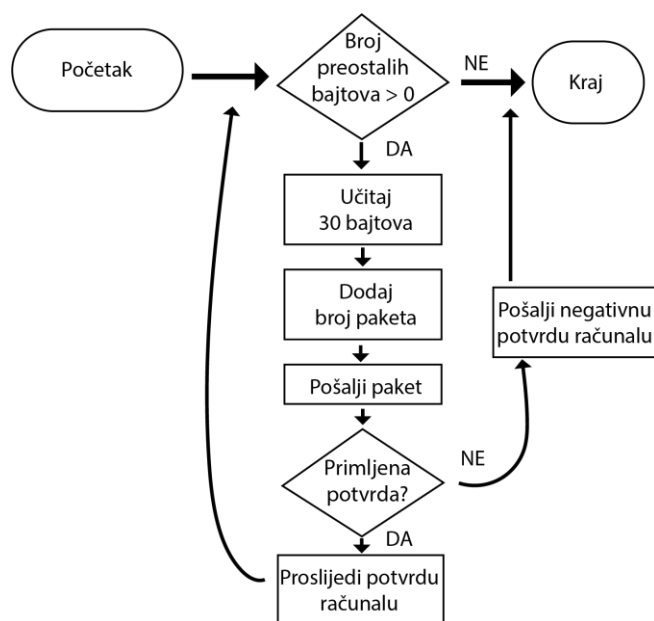 Početak
Broj
preostalih
bajtova > 0
NE
Kraj
DA
Učitaj
30 bajtova
Dodaj
broj paketa
Pošalji negativnu
potvrdu računalu
Pošalji paket
Primljena
potvrda?
NE
DA
Proslijedi potvrdu
računalu